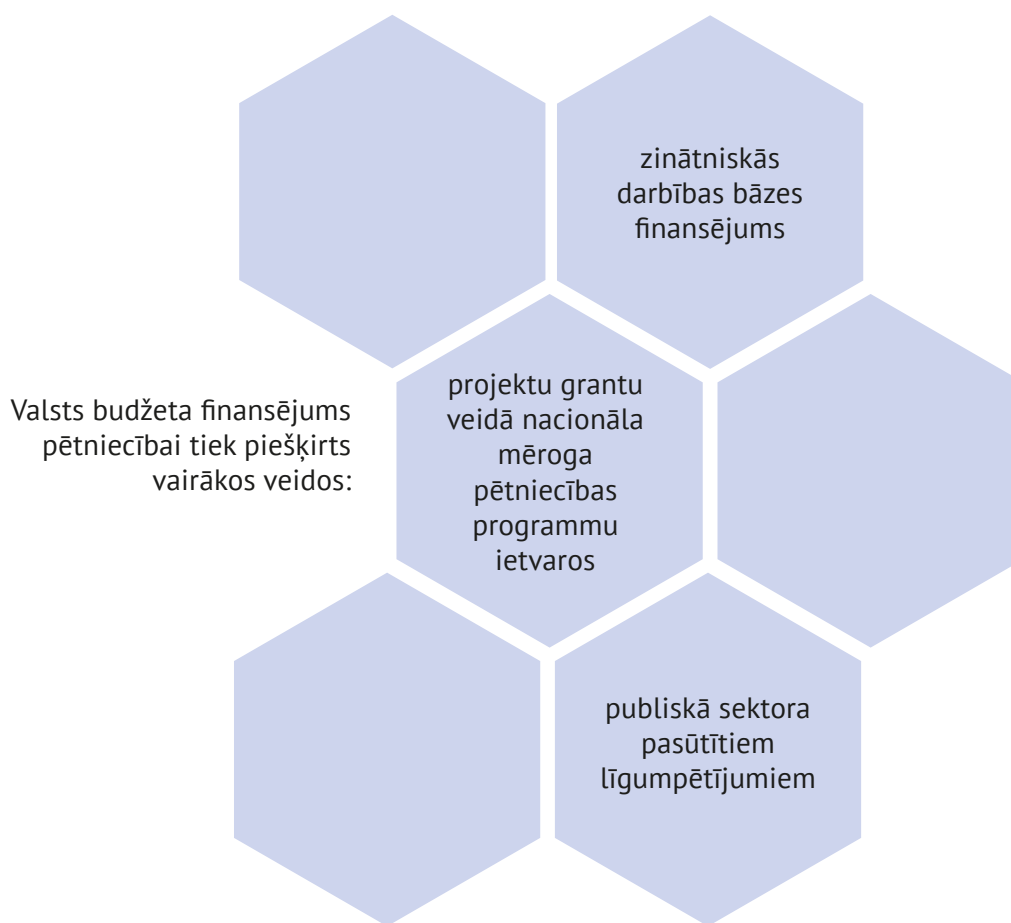 zinātniskās
darbības bāzes
finansējums
Valsts budžeta finansējums
pētniecībai tiek piešķirts
vairākos veidos:
projektu grantu
veidā nacionāla
mēroga
pētniecības
programmu
ietvaros
publiskā sektora
pasūtītiem
līgumpētījumiem